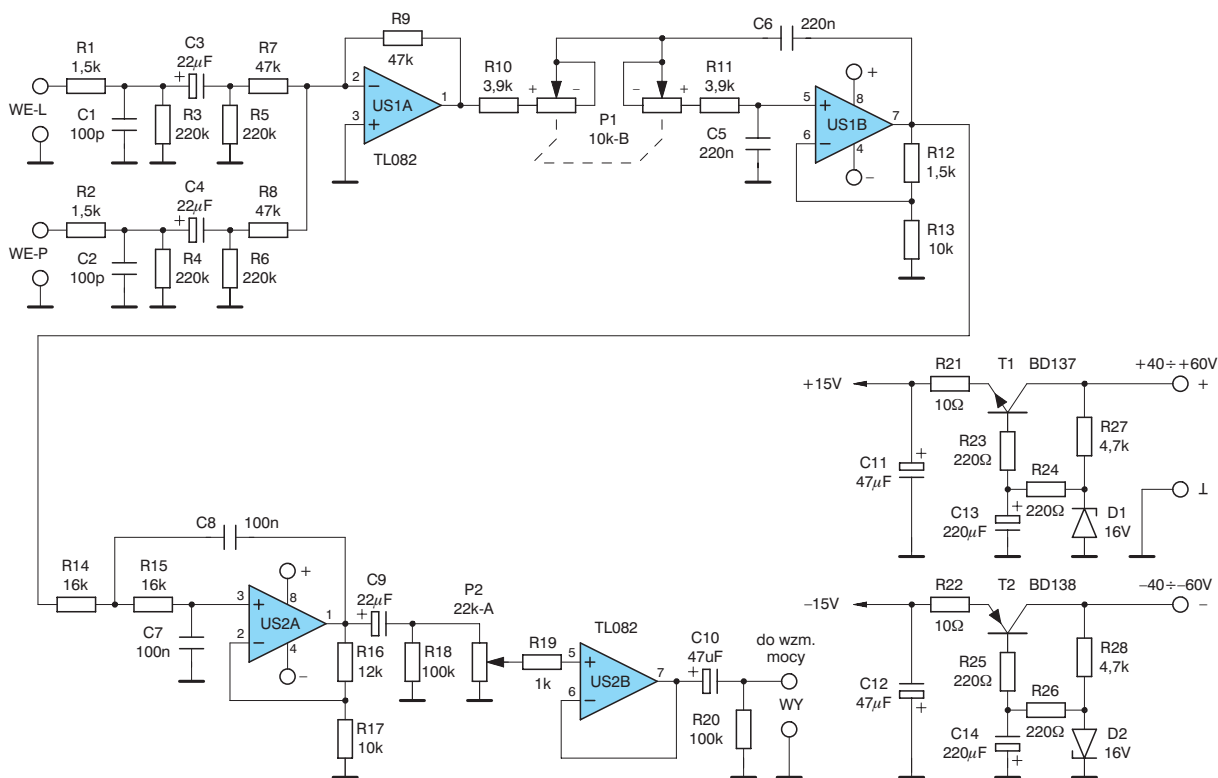 R1
1,5k
C3
22µF
+
R7
47k
R9
47k
WE-L
C1
100p
R3
220k
R5
220k
2
−
US1A
1
3
+
TL082
R10
3,9k
+
−
P1
10k-B
−
+
R11
3,9k
C6
220n
C5
220n
5
+
+
8
US1B
7
6
−
4
−
R12
1,5k
R13
10k
R2
1,5k
C4
22µF
+
R8
47k
WE-P
C2
100p
R4
220k
R6
220k
+15V
R21
10Ω
T1
BD137
+40÷+60V
+
R23
220Ω
R27
4,7k
C11
47µF
+
R24
220Ω
C13
220µF
+
D1
16V
⊥
C8
100n
R14
16k
R15
16k
C7
100n
3
+
+
8
US2A
1
2
−
4
−
C9
22µF
+
R16
12k
R17
10k
R18
100k
P2
22k-A
R19
1k
TL082
5
+
US2B
7
6
−
C10
47uF
+
R20
100k
do wzm.
mocy
WY
−15V
R22
10Ω
T2
BD138
−40÷−60V
−
R25
220Ω
R28
4,7k
C12
47µF
+
R26
220Ω
C14
220µF
+
D2
16V